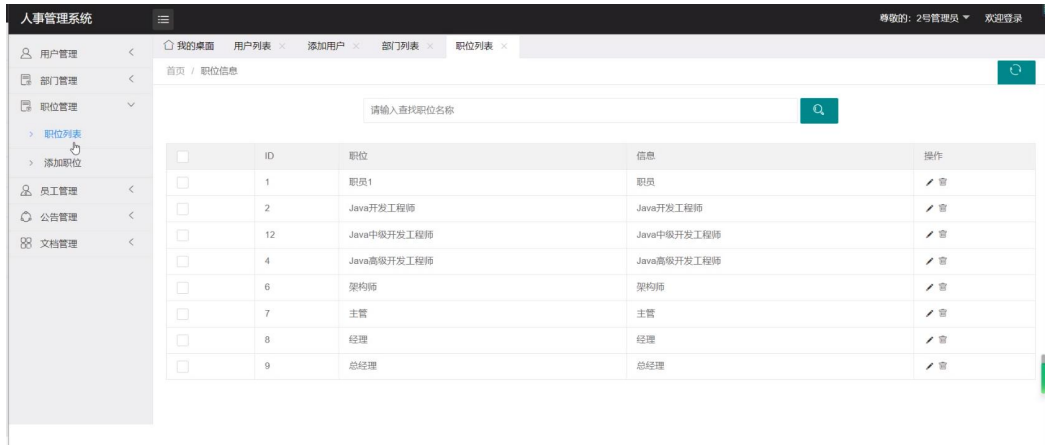 人事管理系统
尊敬的：2号管理员 欢迎登录
用户管理
部门管理
职位管理
职位列表
添加职位
员工管理
公告管理
文档管理
我的桌面 用户列表 添加用户 部门列表 职位列表
首页 / 职位信息
请输入查找职位名称
ID 职位 信息 操作
1 职员1 职员
2 Java开发工程师 Java开发工程师
12 Java中级开发工程师 Java中级开发工程师
4 Java高级开发工程师 Java高级开发工程师
6 架构师 架构师
7 主管 主管
8 经理 经理
9 总经理 总经理